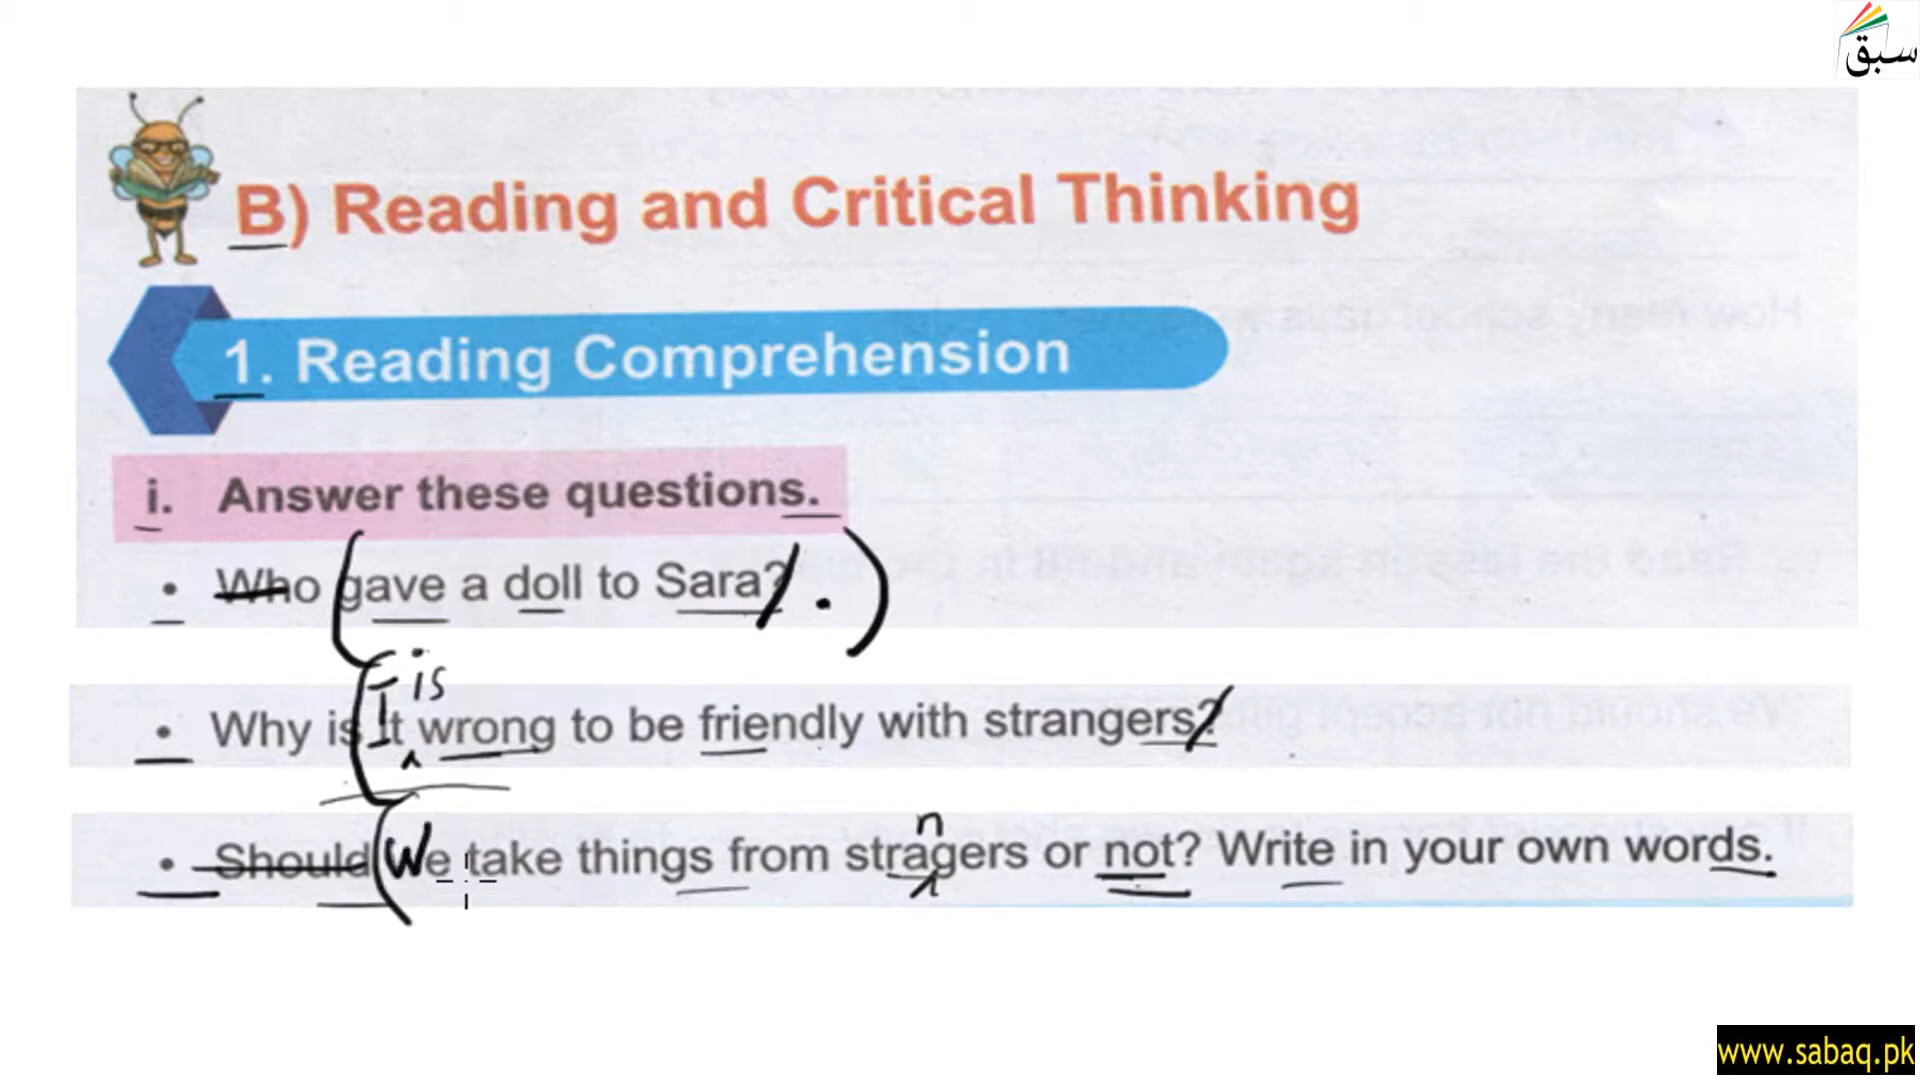 سبق
B) Reading and Critical Thinking
1. Reading Comprehension
i. Answer these questions.
• Who gave a doll to Sara? .
is
• Why is It wrong to be friendly with strangers?
n
• Should We take things from stragers or not? Write in your own words.
www.sabaq.pk